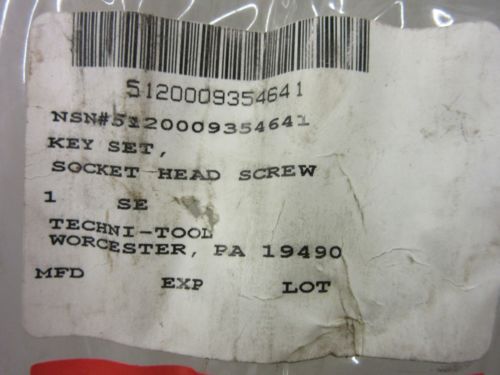 5120009354641
NSN#5120009354641
KEY SET,
SOCKET HEAD SCREW
1 SE
TECHNI-TOOL
WORCESTER, PA 19490
MFD EXP LOT